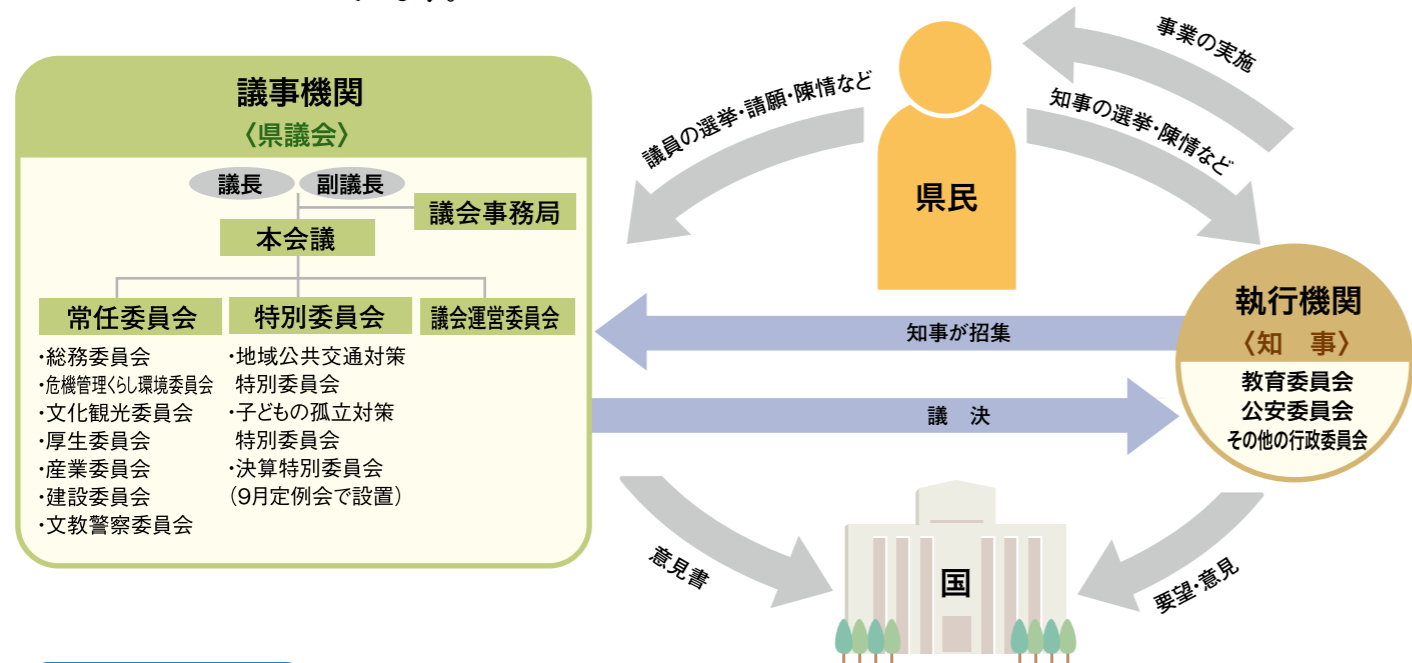 議事機関
〈県議会〉
議長
副議長
議会事務局
本会議
常任委員会
・総務委員会
・危機管理くらし環境委員会
・文化観光委員会
・厚生委員会
・産業委員会
・建設委員会
・文教警察委員会
特別委員会
・地域公共交通対策
特別委員会
・子どもの孤立対策
特別委員会
・決算特別委員会
(9月定例会で設置)
議会運営委員会
議員の選挙・請願・陳情など
県民
事業の実施
知事の選挙・陳情など
知事が招集
議 決
執行機関
〈知 事〉
教育委員会
公安委員会
その他の行政委員会
意見書
国
要望・意見